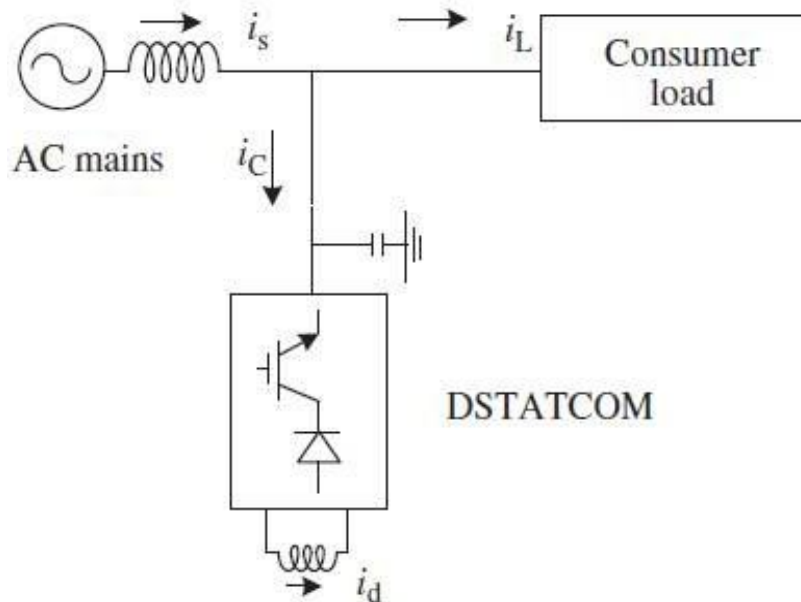 i_s
i_L
Consumer
load
AC mains
i_C
DSTATCOM
i_d